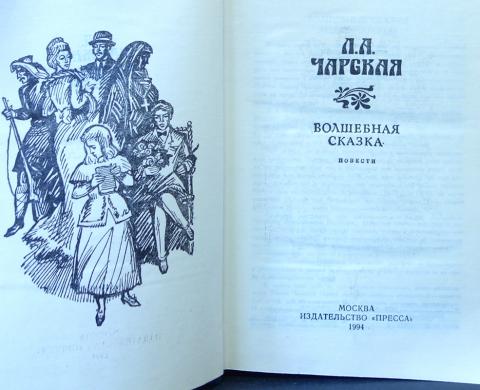 Л.А.
ЧАРСКАЯ
ВОЛШЕБНАЯ
СКАЗКА
ПОВЕСТИ
МОСКВА
ИЗДАТЕЛЬСТВО «ПРЕССА»
1994